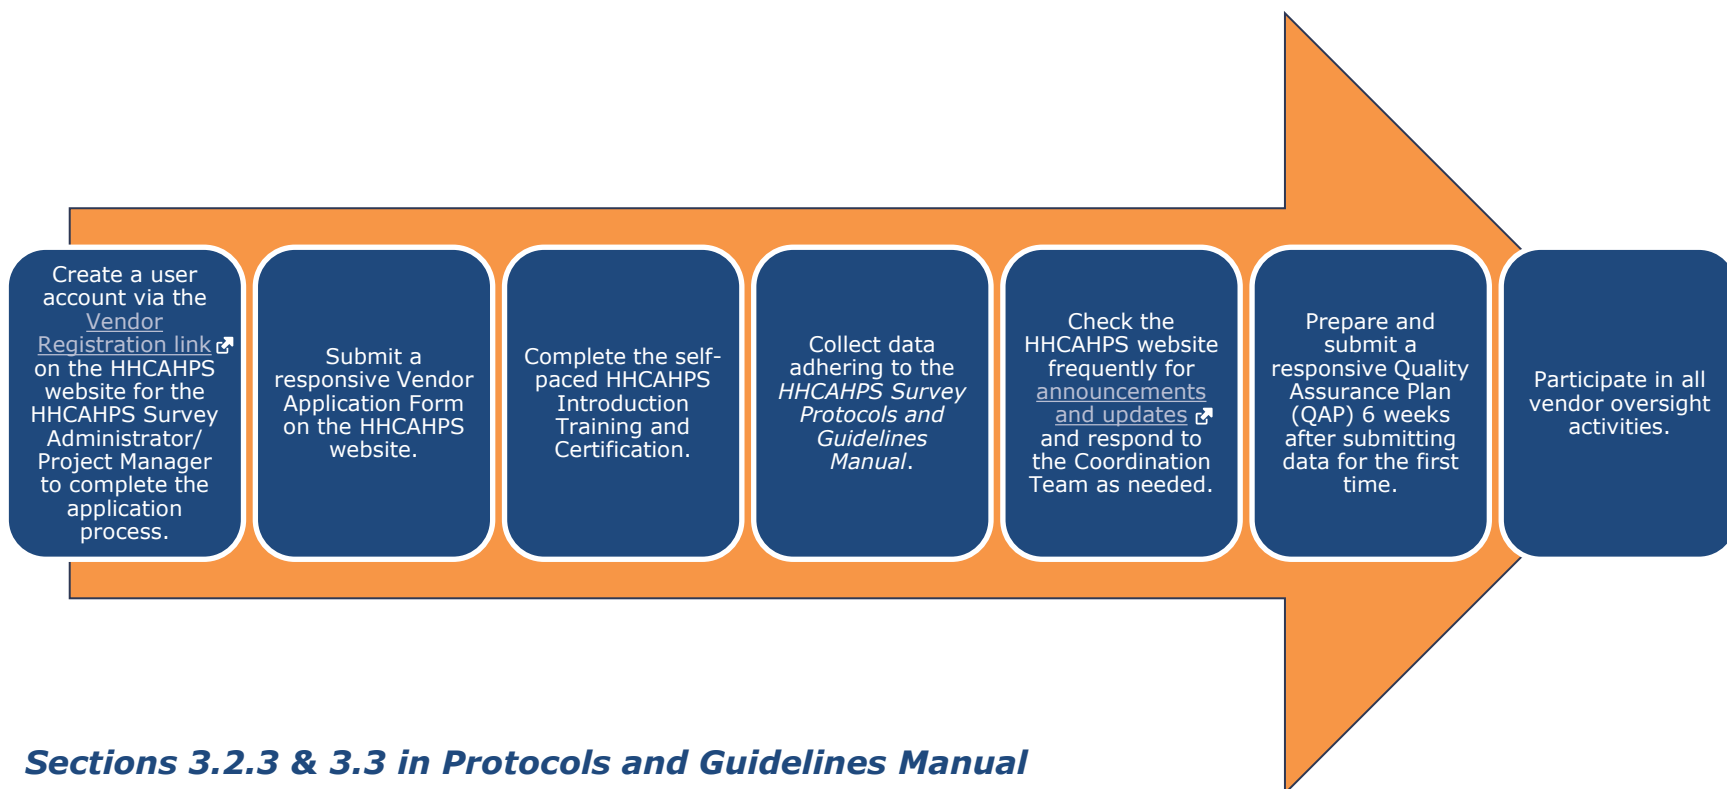 Create a user
account via the
Vendor
Registration link
on the HHCAHPS
website for the
HHCAHPS Survey
Administrator/
Project Manager
to complete the
application
process.
Submit a
responsive Vendor
Application Form
on the HHCAHPS
website.
Complete the self-
paced HHCAHPS
Introduction
Training and
Certification.
Collect data
adhering to the
HHCAHPS Survey
Protocols and
Guidelines
Manual.
Check the
HHCAHPS website
frequently for
announcements
and updates
and respond to
the Coordination
Team as needed.
Prepare and
submit a
responsive Quality
Assurance Plan
(QAP) 6 weeks
after submitting
data for the first
time.
Participate in all
vendor oversight
activities.
Sections 3.2.3 & 3.3 in Protocols and Guidelines Manual